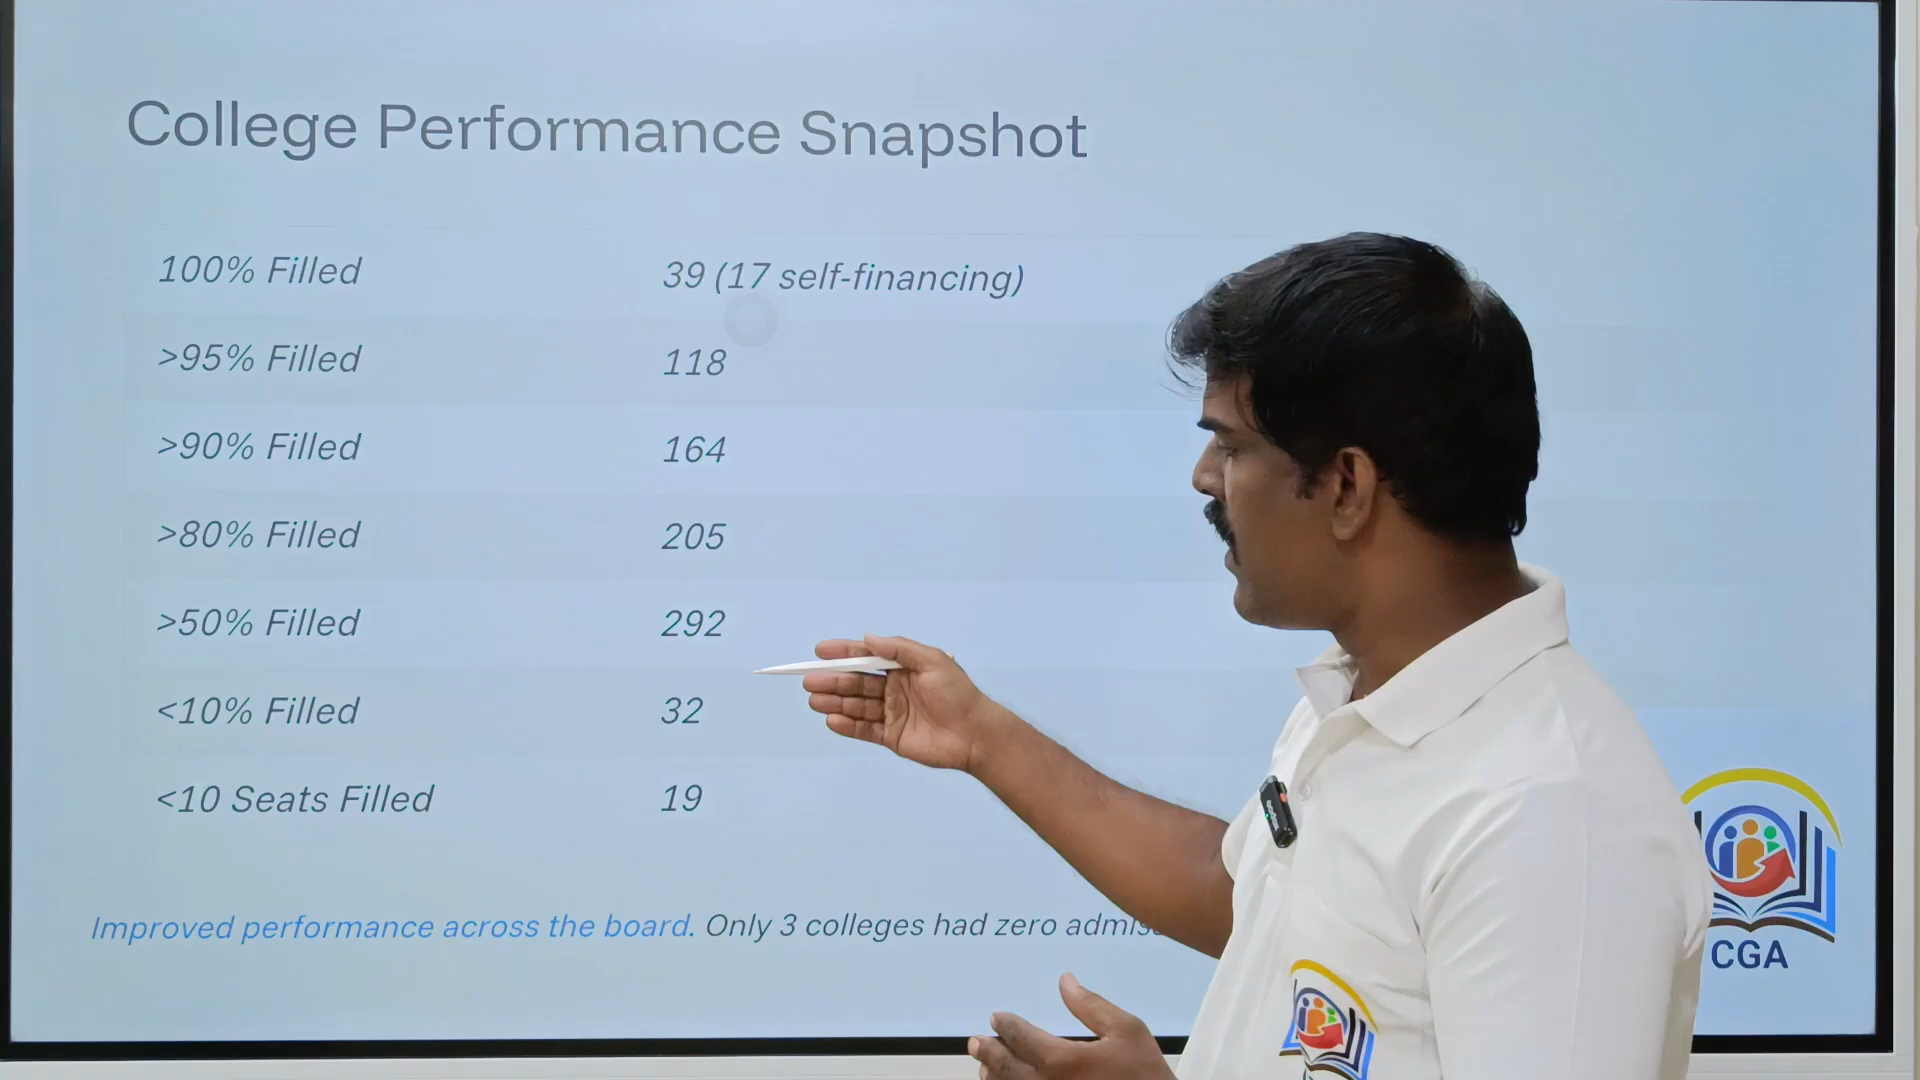 College Performance Snapshot
100% Filled 39 (17 self-financing)
>95% Filled 118
>90% Filled 164
>80% Filled 205
>50% Filled 292
<10% Filled 32
<10 Seats Filled 19
Improved performance across the board. Only 3 colleges had zero
CGA